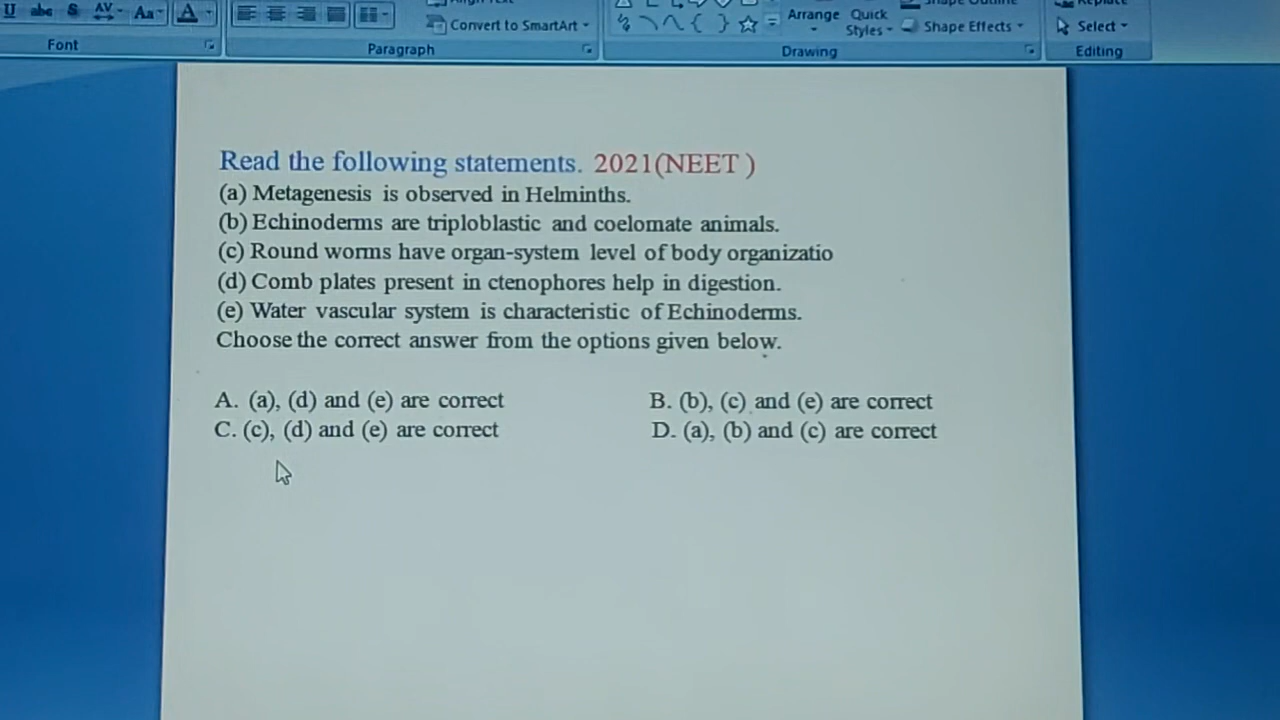 U abe S AV Aa A
Convert to SmartArt
Arrange Quick Styles
Shape Effects
Select
Font Paragraph Drawing Editing
Read the following statements. 2021(NEET )
(a) Metagenesis is observed in Helminths.
(b) Echinoderms are triploblastic and coelomate animals.
(c) Round worms have organ-system level of body organizatio
(d) Comb plates present in ctenophores help in digestion.
(e) Water vascular system is characteristic of Echinoderms.
Choose the correct answer from the options given below.
A. (a), (d) and (e) are correct B. (b), (c) and (e) are correct
C. (c), (d) and (e) are correct D. (a), (b) and (c) are correct